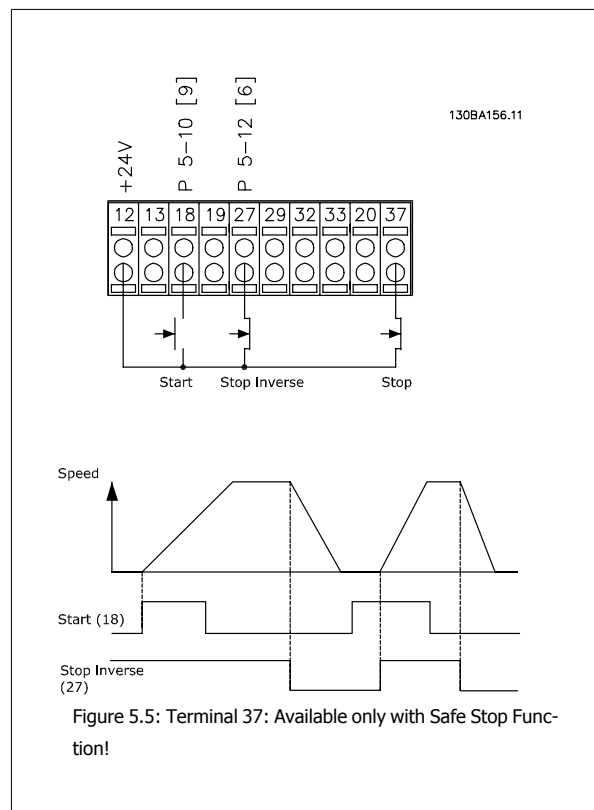 130BA156.11
+24V
P 5-10 [9]
P 5-12 [6]
12 13 18 19 27 29 32 33 20 37
Start Stop Inverse Stop
Speed
Start (18)
Stop Inverse
(27)
Figure 5.5: Terminal 37: Available only with Safe Stop Func-
tion!